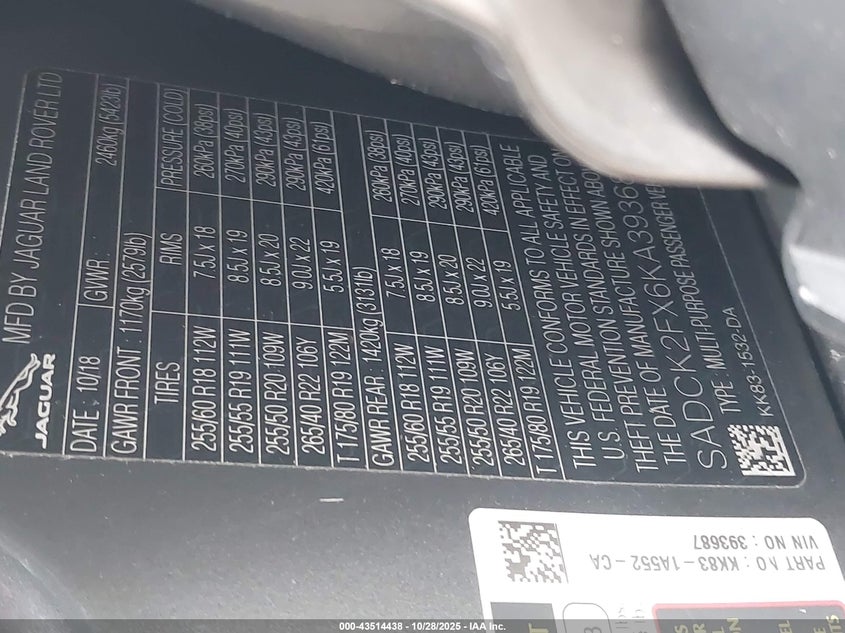 JAGUAR
MFD BY JAGUAR LAND ROVER LTD
DATE : 10/18 GVWR : 2460kg (5423lb)
GAWR FRONT : 1170kg (2579lb)
TIRES RMS PRESSURE (COLD)
255/60 R18 112W 7.5J x 18 260kPa (38psi)
255/55 R19 111W 8.5J x 19 270kPa (40psi)
255/50 R20 109W 8.5J x 20 290kPa (43psi)
265/40 R22 106Y 9.0J x 22 290kPa (43psi)
T 175/80 R19 122M 5.5J x 19 420kPa (61psi)
GAWR REAR : 1420kg (3131lb)
255/60 R18 112W 7.5J x 18 260kPa (38psi)
255/55 R19 111W 8.5J x 19 270kPa (40psi)
255/50 R20 109W 8.5J x 20 290kPa (43psi)
265/40 R22 106Y 9.0J x 22 290kPa (43psi)
T 175/80 R19 122M 5.5J x 19 420kPa (61psi)
THIS VEHICLE CONFORMS TO ALL APPLICABLE
U.S. FEDERAL MOTOR VEHICLE SAFETY AND
THEFT PREVENTION STANDARDS IN EFFECT ON
THE DATE OF MANUFACTURE SHOWN
SADCK2FX6KA3936
TYPE : MULTI-PURPOSE PASSENGER
KK83-1532-DA
PART NO : KK83-1A552-CA
VIN NO : 393687
000-43514438 - 10/28/2025 - IAA Inc.